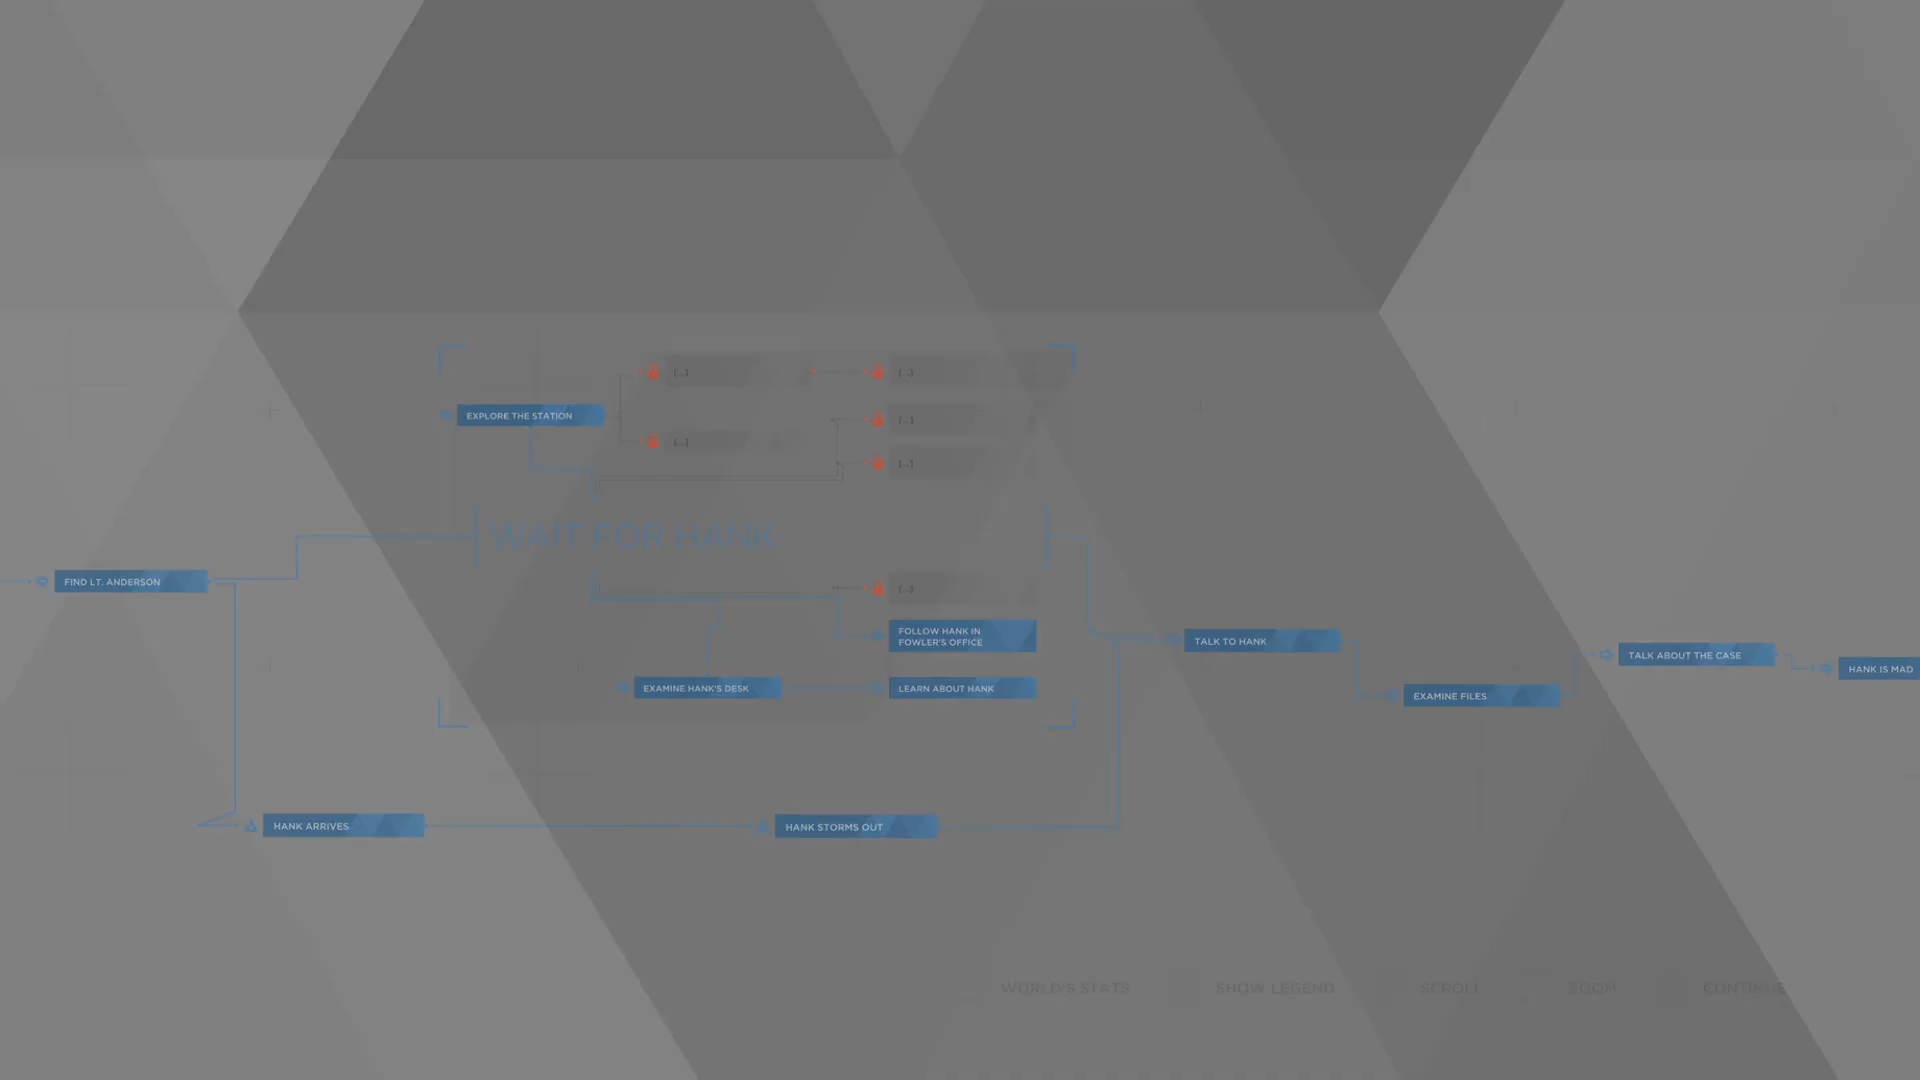 [...]
[...]
EXPLORE THE STATION
[...]
[...]
[...]
WAIT FOR HANK
FIND LT. ANDERSON
[...]
FOLLOW HANK IN
FOWLER'S OFFICE
TALK TO HANK
TALK ABOUT THE CASE
HANK IS MAD
EXAMINE HANK'S DESK
LEARN ABOUT HANK
EXAMINE FILES
HANK ARRIVES
HANK STORMS OUT
WORLD'S STATS
SHOW LEGEND
SCROLL
ZOOM
CONTINUE